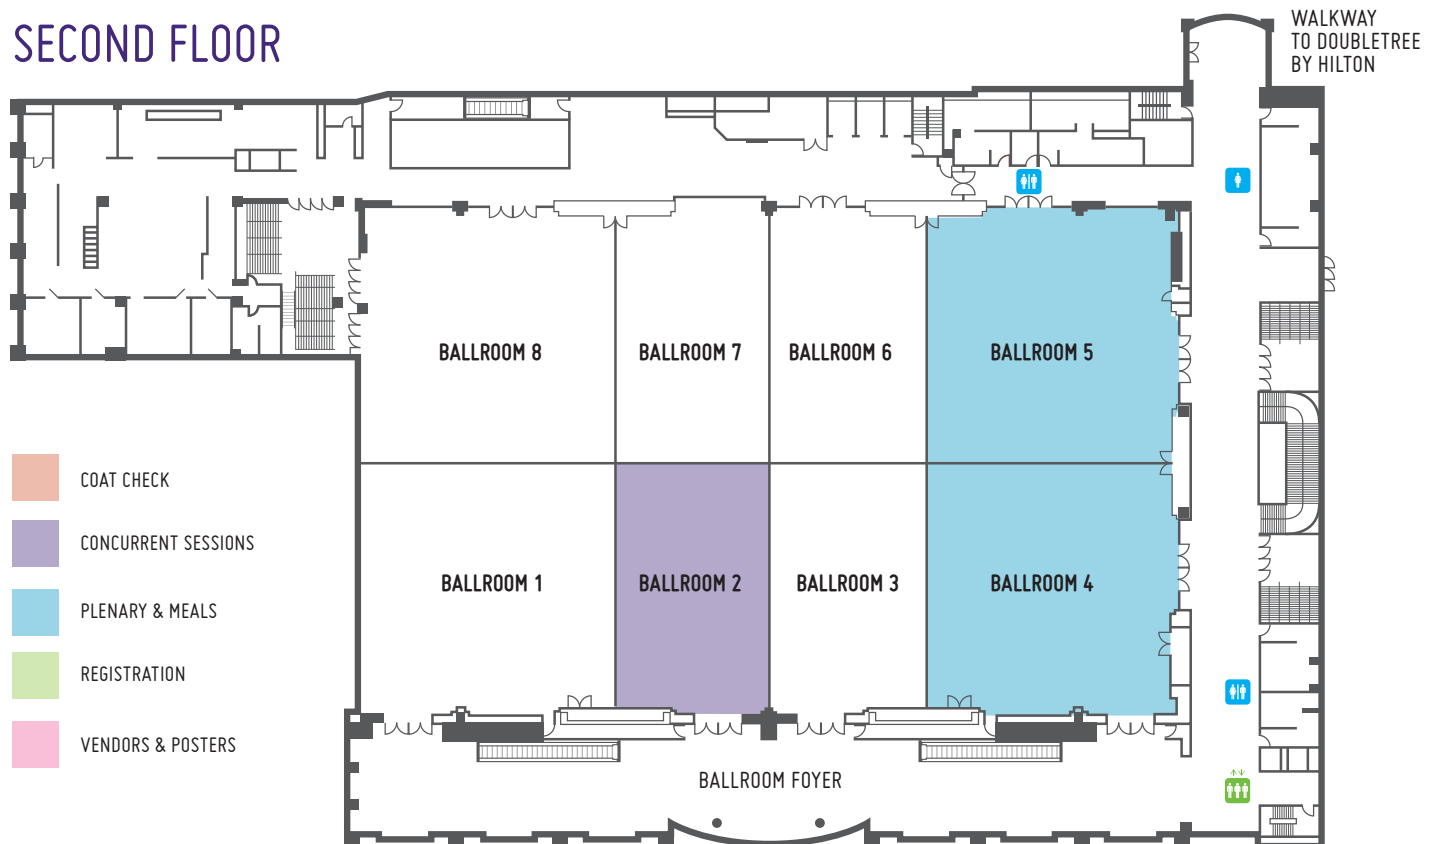 SECOND FLOOR
WALKWAY
TO DOUBLETREE
BY HILTON
BALLROOM 8
BALLROOM 7
BALLROOM 6
BALLROOM 5
COAT CHECK
CONCURRENT SESSIONS
PLENARY & MEALS
REGISTRATION
VENDORS & POSTERS
BALLROOM 1
BALLROOM 2
BALLROOM 3
BALLROOM 4
BALLROOM FOYER